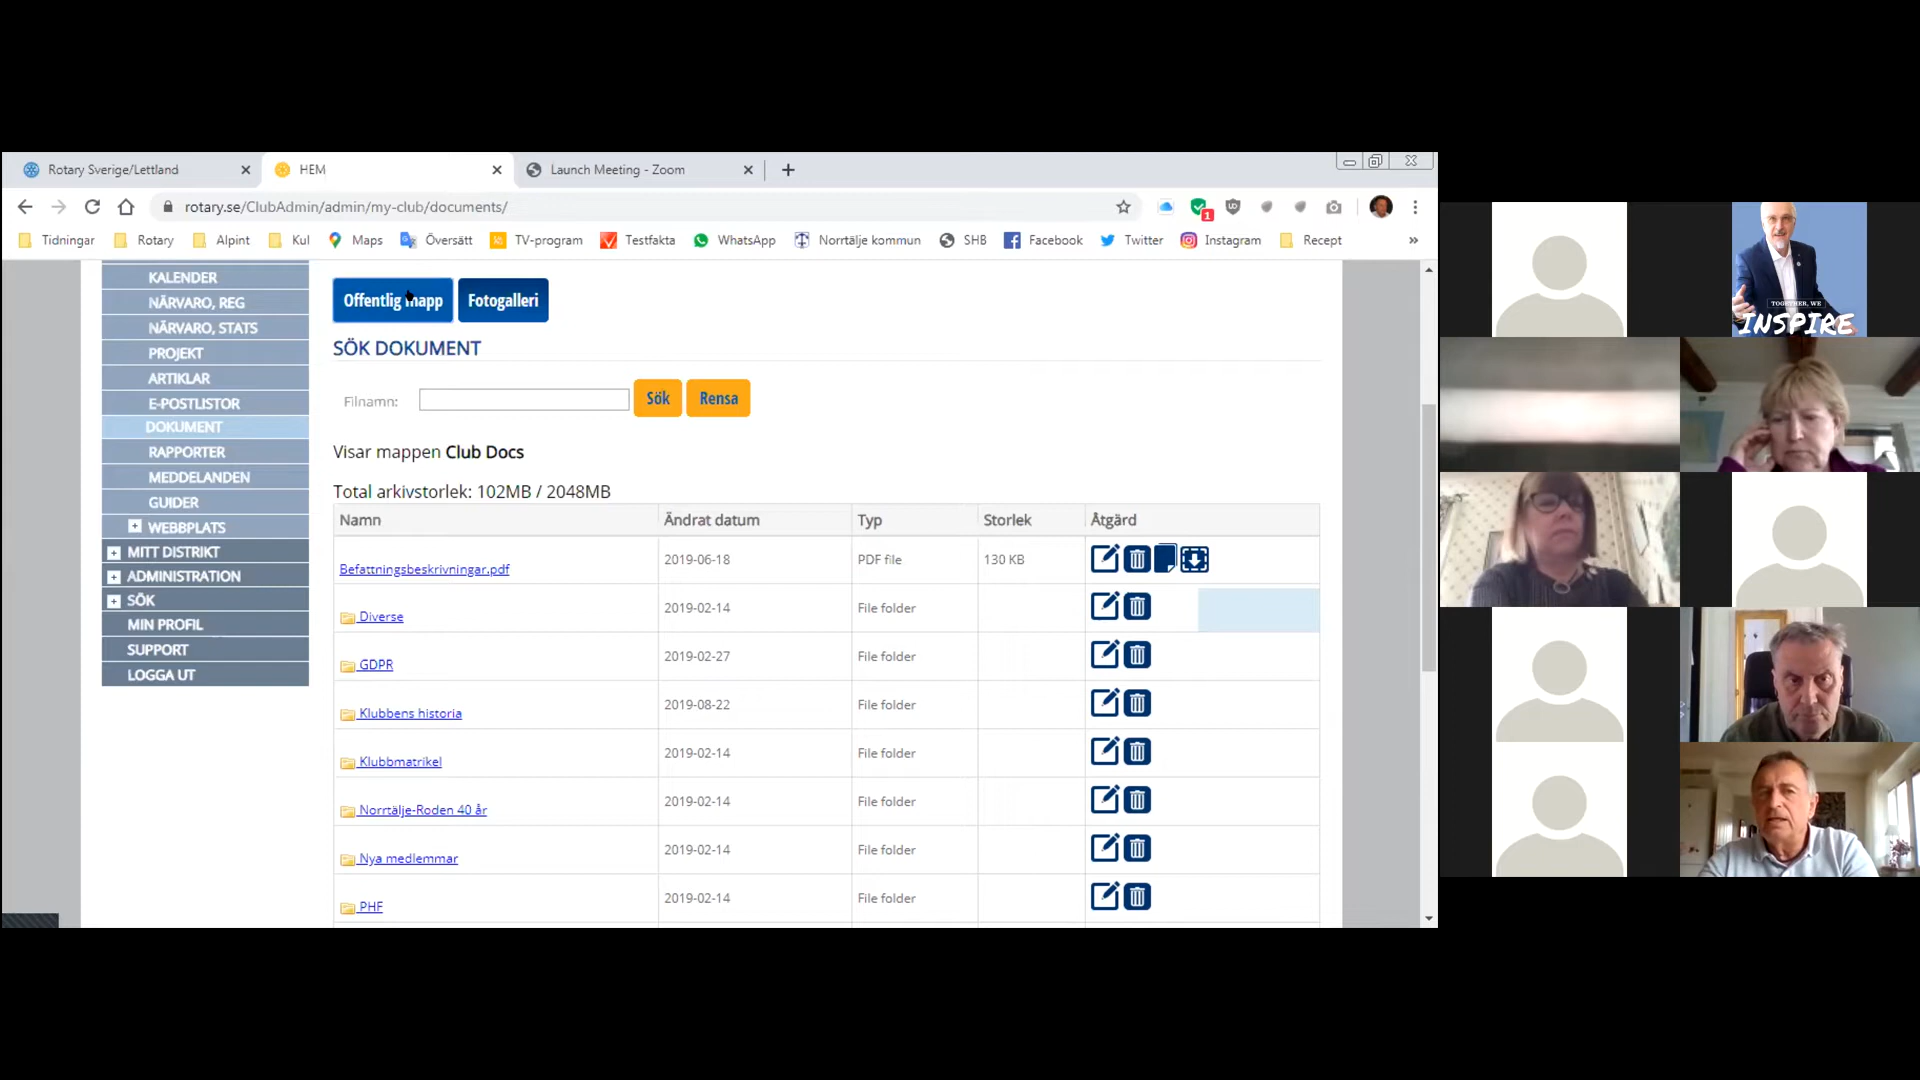 Rotary Sverige/Lettland
HEM
Launch Meeting - Zoom
rotary.se/ClubAdmin/admin/my-club/documents/
1
Tidningar
Rotary
Alpint
Kul
Maps
Översätt
TV-program
Testfakta
WhatsApp
Norrtälje kommun
SHB
Facebook
Twitter
Instagram
Recept
»
KALENDER
NÄRVARO, REG
NÄRVARO, STATS
PROJEKT
ARTIKLAR
E-POSTLISTOR
DOKUMENT
RAPPORTER
MEDDELANDEN
GUIDER
WEBBPLATS
MITT DISTRIKT
ADMINISTRATION
SÖK
MIN PROFIL
SUPPORT
LOGGA UT
Offentlig mapp
Fotogalleri
SÖK DOKUMENT
Filnamn:
Sök
Rensa
Visar mappen Club Docs
Total arkivstorlek: 102MB / 2048MB
Namn Ändrat datum Typ Storlek Åtgärd
Befattningsbeskrivningar.pdf 2019-06-18 PDF file 130 KB
Diverse 2019-02-14 File folder
GDPR 2019-02-27 File folder
Klubbens historia 2019-08-22 File folder
Klubbmatrikel 2019-02-14 File folder
Norrtälje-Roden 40 år 2019-02-14 File folder
Nya medlemmar 2019-02-14 File folder
PHF 2019-02-14 File folder
TOGETHER, WE
INSPIRE